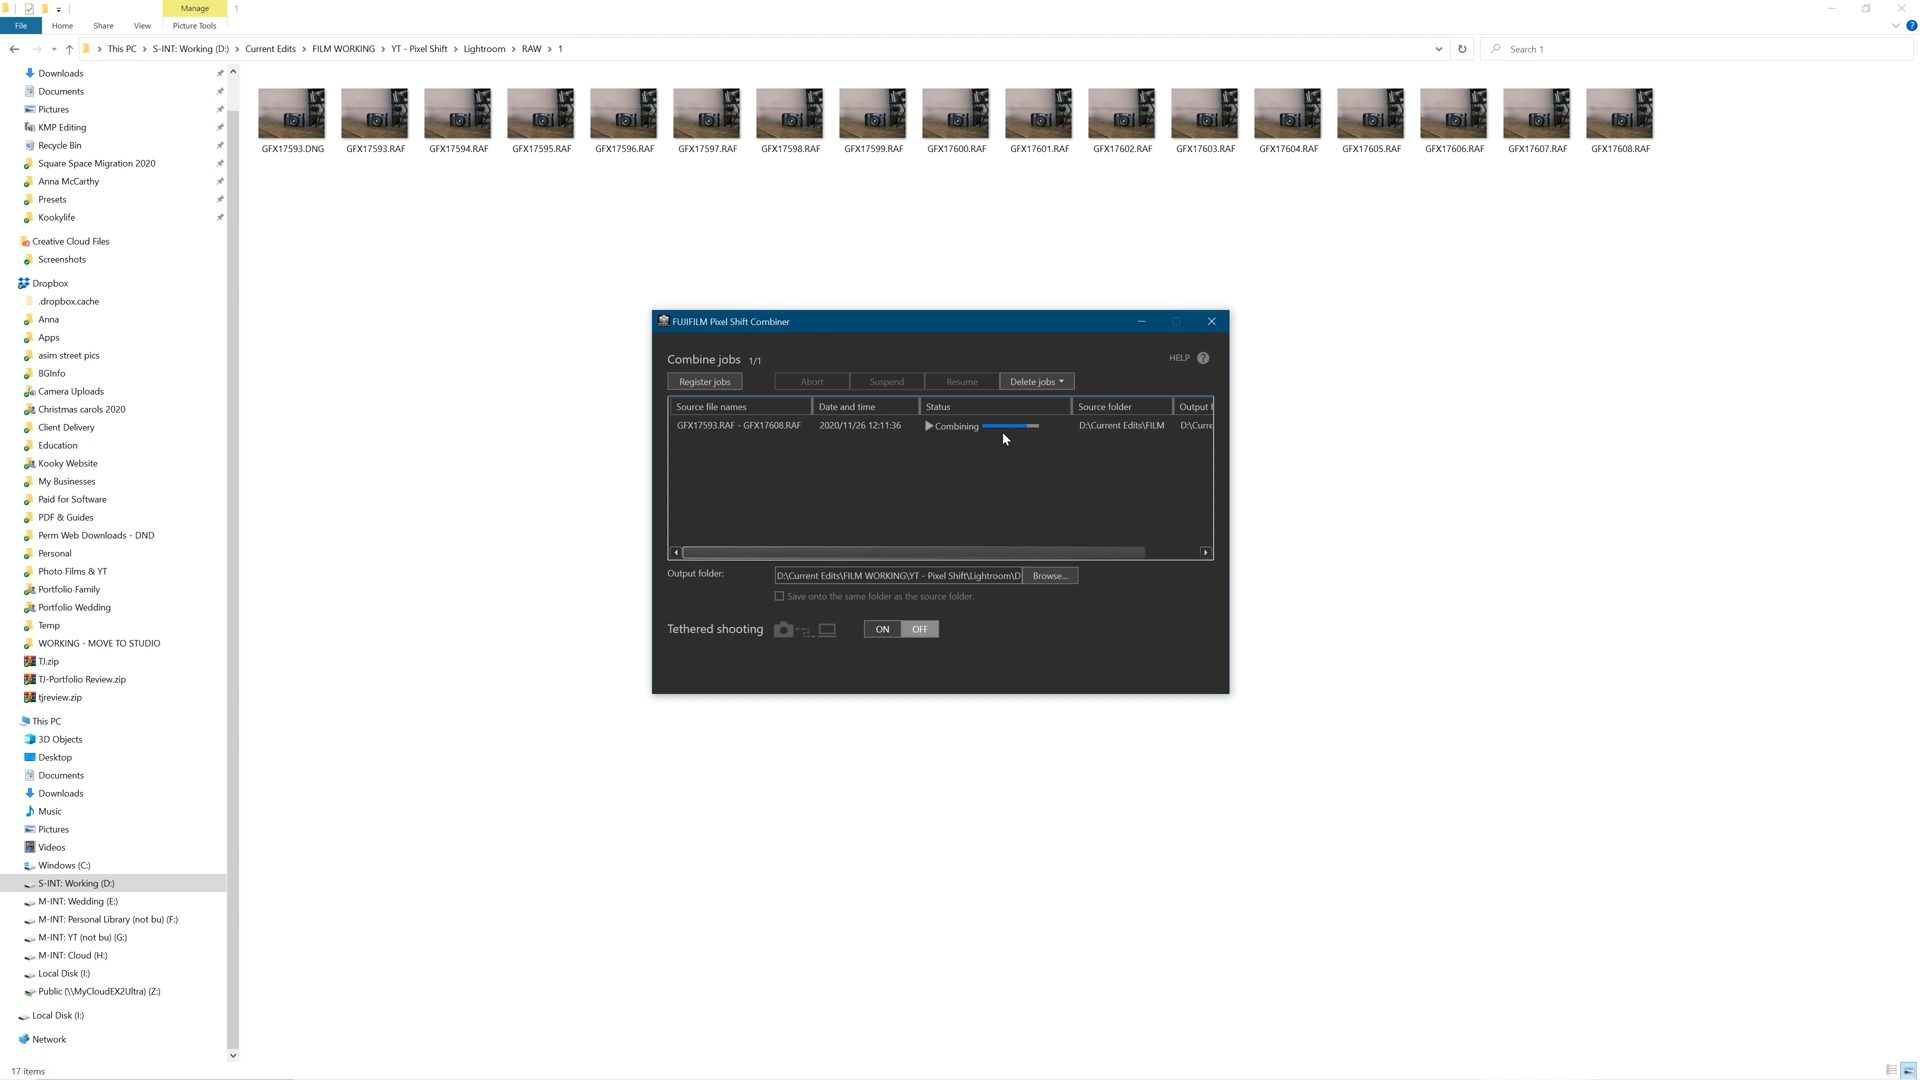 Manage 1
File Home Share View Picture Tools
This PC > S-INT: Working (D:) > Current Edits > FILM WORKING > YT - Pixel Shift > Lightroom > RAW > 1
Search 1
Downloads
Documents
Pictures
KMP Editing
Recycle Bin
Square Space Migration 2020
Anna McCarthy
Presets
Kookylife
Creative Cloud Files
Screenshots
Dropbox
.dropbox.cache
Anna
Apps
asim street pics
BGInfo
Camera Uploads
Christmas carols 2020
Client Delivery
Education
Kooky Website
My Businesses
Paid for Software
PDF & Guides
Perm Web Downloads - DND
Personal
Photo Films & YT
Portfolio Family
Portfolio Wedding
Temp
WORKING - MOVE TO STUDIO
TJ.zip
TJ-Portfolio Review.zip
tjreview.zip
This PC
3D Objects
Desktop
Documents
Downloads
Music
Pictures
Videos
Windows (C:)
S-INT: Working (D:)
M-INT: Wedding (E:)
M-INT: Personal Library (not bu) (F:)
M-INT: YT (not bu) (G:)
M-INT: Cloud (H:)
Local Disk (I:)
Public (\\MyCloudEX2Ultra) (Z:)
Local Disk (I:)
Network
17 items
GFX17593.DNG GFX17593.RAF GFX17594.RAF GFX17595.RAF GFX17596.RAF GFX17597.RAF GFX17598.RAF GFX17599.RAF GFX17600.RAF GFX17601.RAF GFX17602.RAF GFX17603.RAF GFX17604.RAF GFX17605.RAF GFX17606.RAF GFX17607.RAF GFX17608.RAF
FUJIFILM Pixel Shift Combiner
Combine jobs 1/1
HELP ?
Register jobs Abort Suspend Resume Delete jobs
Source file names Date and time Status Source folder Output f
GFX17593.RAF - GFX17608.RAF 2020/11/26 12:11:36 Combining D:\Current Edits\FILM D:\Curre
Output folder: D:\Current Edits\FILM WORKING\YT - Pixel Shift\Lightroom\D Browse...
Save onto the same folder as the source folder.
Tethered shooting ON OFF